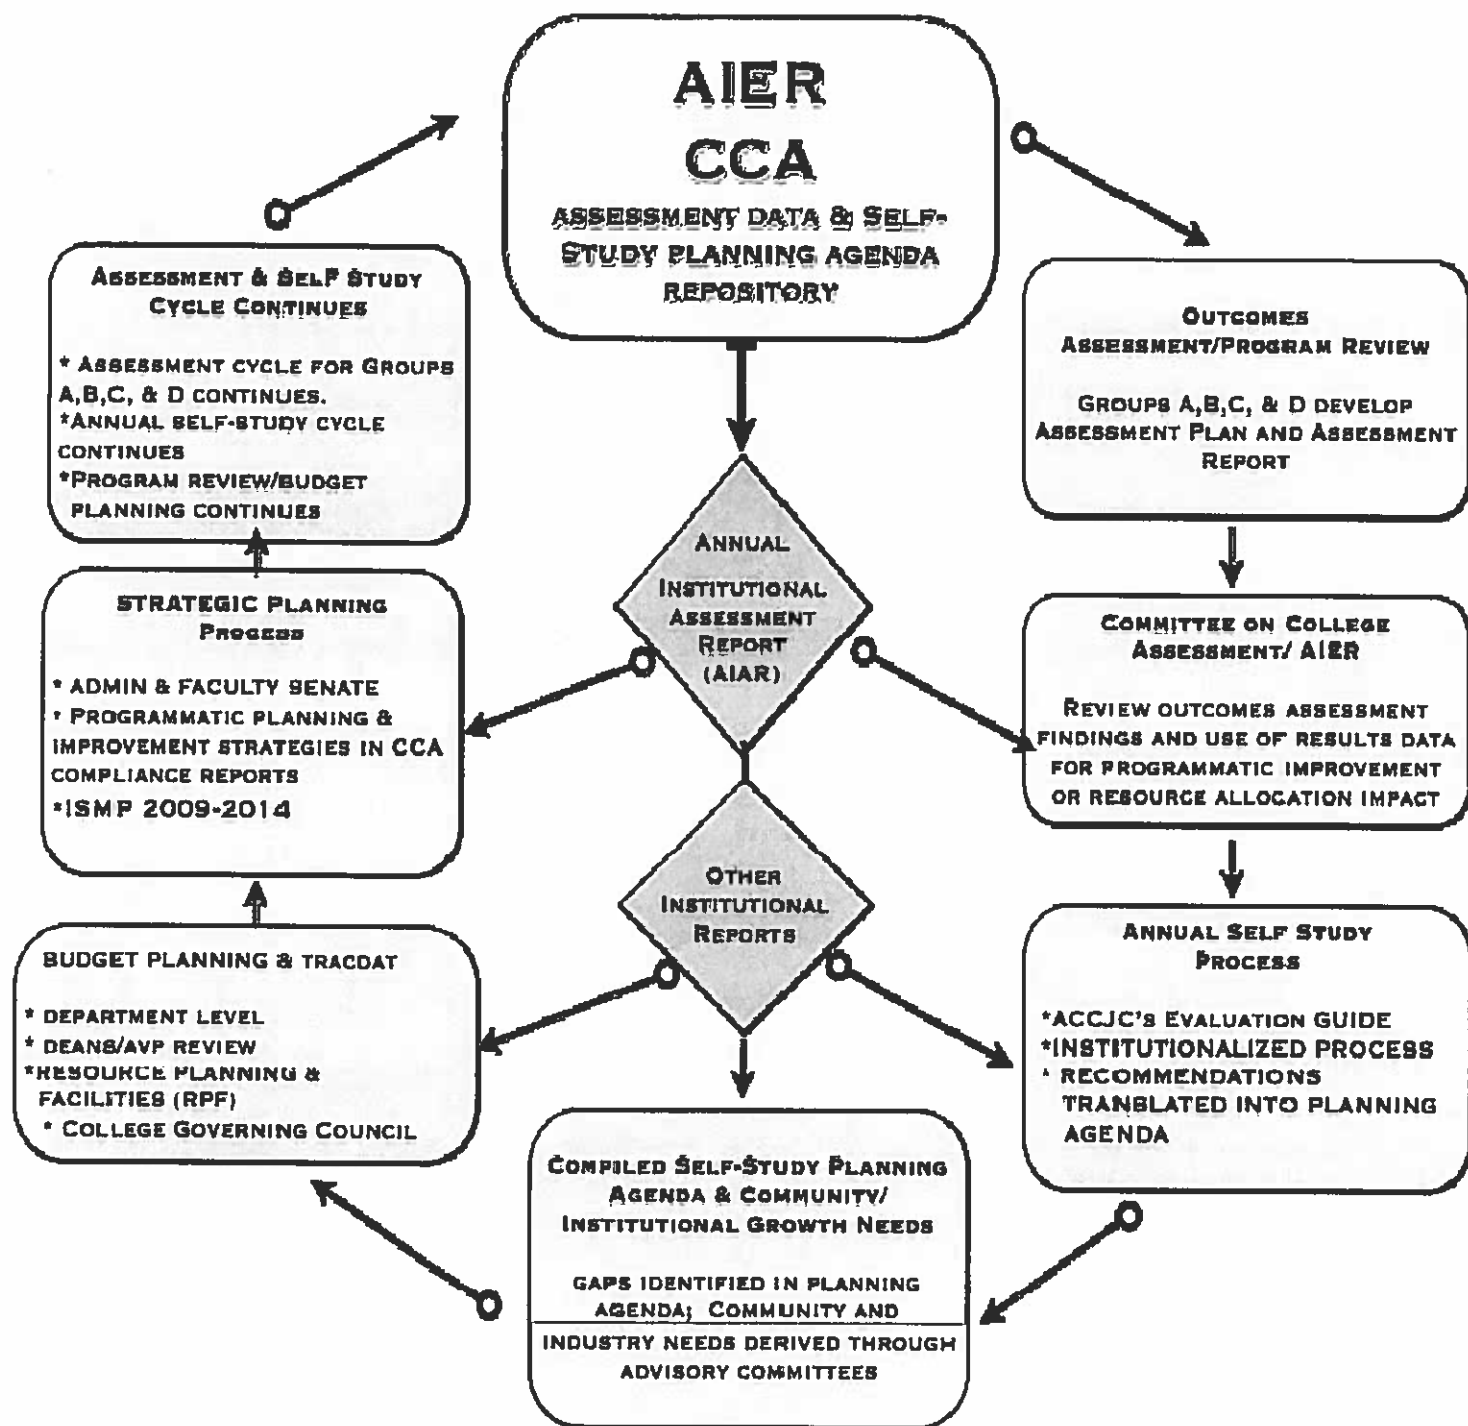 AIER
CCA
ASSESSMENT DATA & SELF-
STUDY PLANNING AGENDA
REPOSITORY
OUTCOMES
ASSESSMENT/PROGRAM REVIEW
GROUPS A,B,C, & D DEVELOP
ASSESSMENT PLAN AND ASSESSMENT
REPORT
COMMITTEE ON COLLEGE
ASSESSMENT/ AIER
REVIEW OUTCOMES ASSESSMENT
FINDINGS AND USE OF RESULTS DATA
FOR PROGRAMMATIC IMPROVEMENT
OR RESOURCE ALLOCATION IMPACT
ANNUAL SELF STUDY
PROCESS
*ACCJC'S EVALUATION GUIDE
*INSTITUTIONALIZED PROCESS
* RECOMMENDATIONS
TRANSLATED INTO PLANNING
AGENDA
COMPILED SELF-STUDY PLANNING
AGENDA & COMMUNITY/
INSTITUTIONAL GROWTH NEEDS
GAPS IDENTIFIED IN PLANNING
AGENDA; COMMUNITY AND
INDUSTRY NEEDS DERIVED THROUGH
ADVISORY COMMITTEES
BUDGET PLANNING & TRACDAT
* DEPARTMENT LEVEL
* DEANS/AVP REVIEW
*RESOURCE PLANNING &
FACILITIES (RPF)
* COLLEGE GOVERNING COUNCIL
STRATEGIC PLANNING
PROCESS
* ADMIN & FACULTY SENATE
* PROGRAMMATIC PLANNING &
IMPROVEMENT STRATEGIES IN CCA
COMPLIANCE REPORTS
*ISMP 2009-2014
ASSESSMENT & SELF STUDY
CYCLE CONTINUES
* ASSESSMENT CYCLE FOR GROUPS
A,B,C, & D CONTINUES.
*ANNUAL SELF-STUDY CYCLE
CONTINUES
*PROGRAM REVIEW/BUDGET
PLANNING CONTINUES
ANNUAL
INSTITUTIONAL
ASSESSMENT
REPORT
(AIAR)
OTHER
INSTITUTIONAL
REPORTS